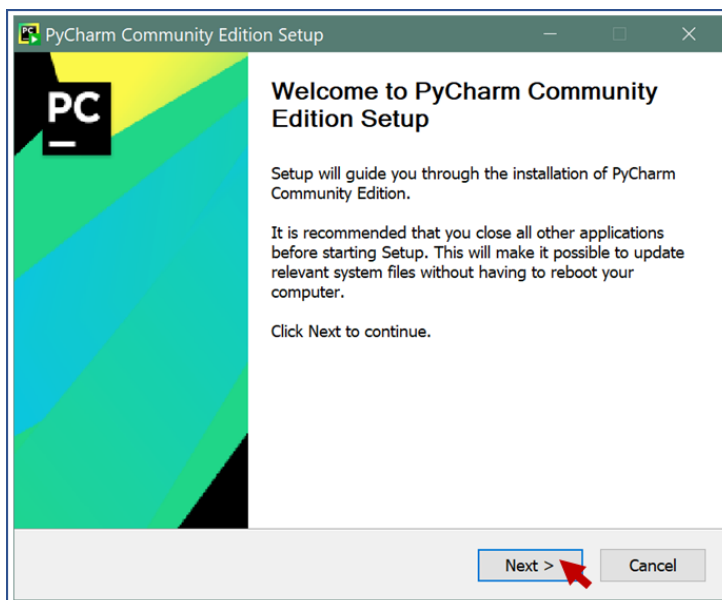 PyCharm Community Edition Setup
PC
Welcome to PyCharm Community
Edition Setup
Setup will guide you through the installation of PyCharm
Community Edition.
It is recommended that you close all other applications
before starting Setup. This will make it possible to update
relevant system files without having to reboot your
computer.
Click Next to continue.
Next >
Cancel